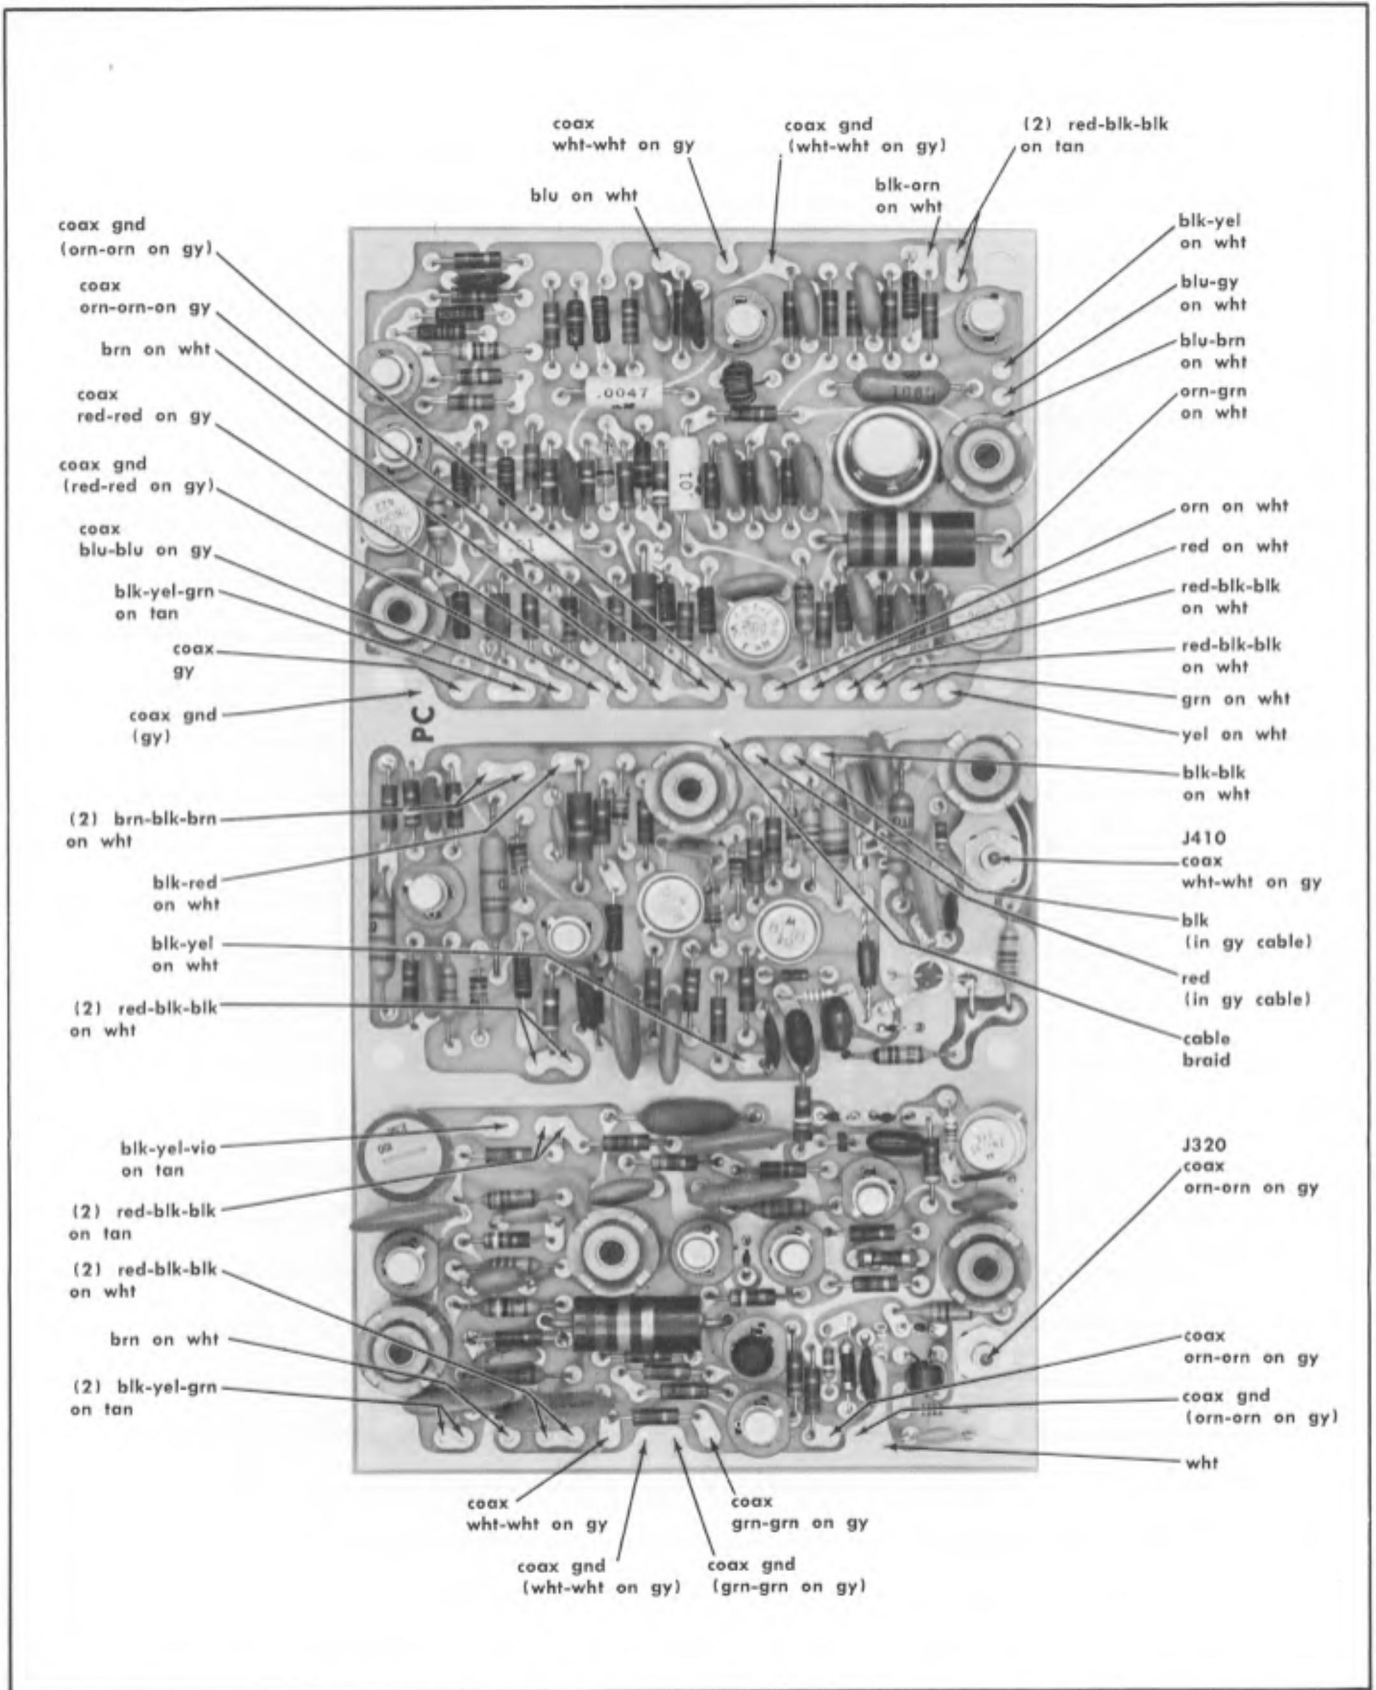 coax
wht-wht on gy
coax gnd
(wht-wht on gy)
(2) red-blk-blk
on tan
blu on wht
blk-orn
on wht
coax gnd
(orn-orn on gy)
coax
orn-orn-on gy
brn on wht
coax
red-red on gy
coax gnd
(red-red on gy)
coax
blu-blu on gy
blk-yel-grn
on tan
coax
gy
coax gnd
(gy)
(2) brn-blk-brn
on wht
blk-red
on wht
blk-yel
on wht
(2) red-blk-blk
on wht
blk-yel-vio
on tan
(2) red-blk-blk
on tan
(2) red-blk-blk
on wht
brn on wht
(2) blk-yel-grn
on tan
.0047
.01
PC
blk-yel
on wht
blu-gy
on wht
blu-brn
on wht
orn-grn
on wht
orn on wht
red on wht
red-blk-blk
on wht
red-blk-blk
on wht
grn on wht
yel on wht
blk-blk
on wht
J410
coax
wht-wht on gy
blk
(in gy cable)
red
(in gy cable)
cable
braid
J320
coax
orn-orn on gy
coax
orn-orn on gy
coax gnd
(orn-orn on gy)
wht
coax
wht-wht on gy
coax
grn-grn on gy
coax gnd
(wht-wht on gy)
coax gnd
(grn-grn on gy)